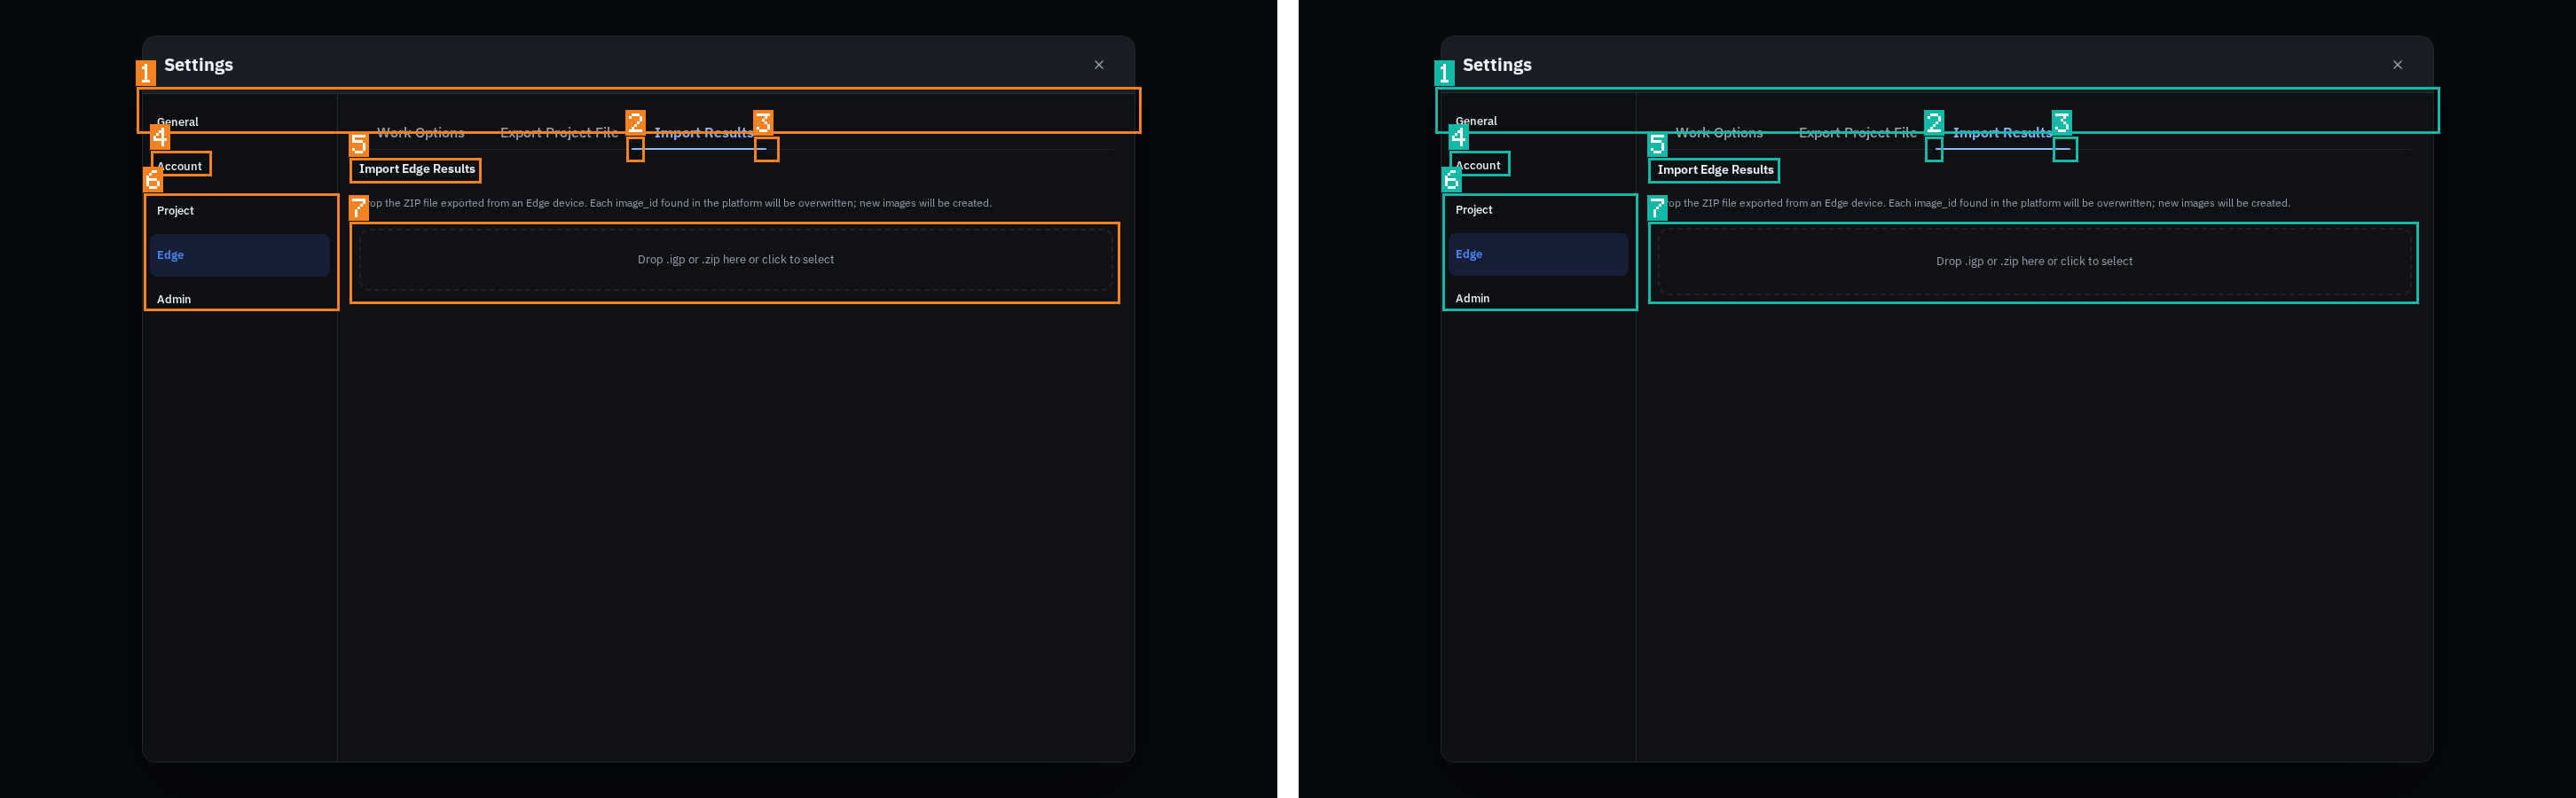 Settings ×
1
General
2 3
Work Options Export Project File Import Results
4
5
Account
Import Edge Results
6
Project
7
rop the ZIP file exported from an Edge device. Each image_id found in the platform will be overwritten; new images will be created.
Edge
Drop .igp or .zip here or click to select
Admin
Settings ×
1
General
2 3
Work Options Export Project File Import Results
4
5
Account
Import Edge Results
6
Project
7
rop the ZIP file exported from an Edge device. Each image_id found in the platform will be overwritten; new images will be created.
Edge
Drop .igp or .zip here or click to select
Admin